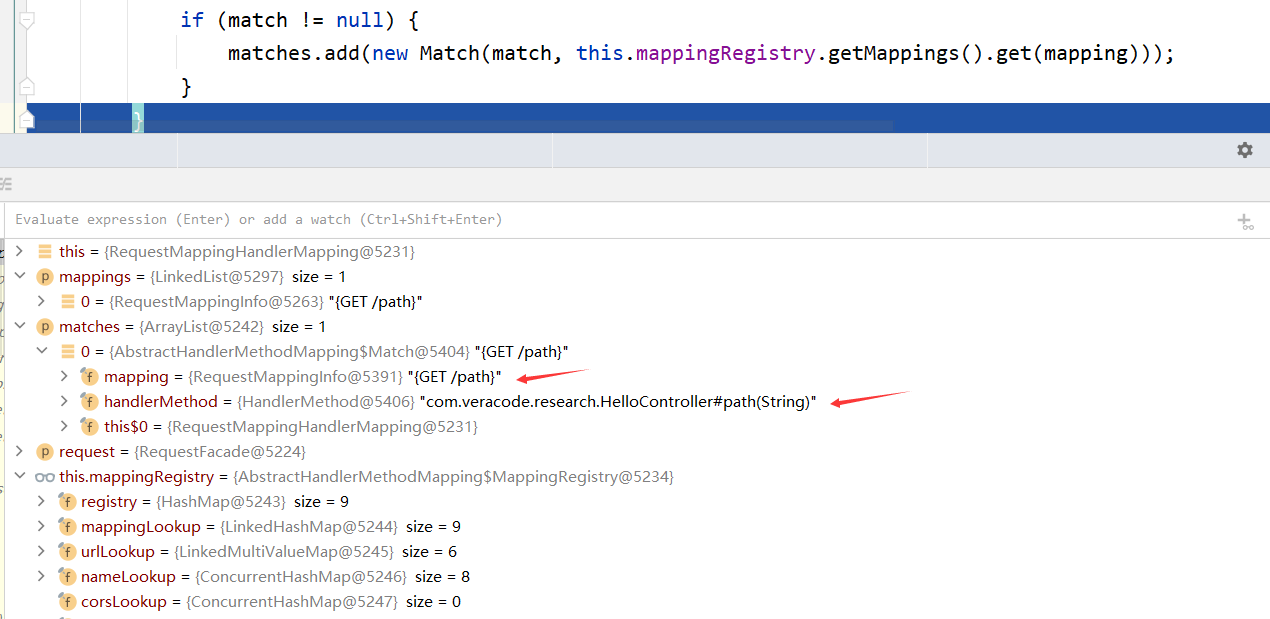 if (match != null) {
matches.add(new Match(match, this.mappingRegistry.getMappings().get(mapping)));
}
}
Evaluate expression (Enter) or add a watch (Ctrl+Shift+Enter)
this = {RequestMappingHandlerMapping@5231}
p mappings = {LinkedList@5297} size = 1
0 = {RequestMappingInfo@5263} "{GET /path}"
p matches = {ArrayList@5242} size = 1
0 = {AbstractHandlerMethodMapping$Match@5404} "{GET /path}"
f mapping = {RequestMappingInfo@5391} "{GET /path}"
f handlerMethod = {HandlerMethod@5406} "com.veracode.research.HelloController#path(String)"
f this$0 = {RequestMappingHandlerMapping@5231}
p request = {RequestFacade@5224}
this.mappingRegistry = {AbstractHandlerMethodMapping$MappingRegistry@5234}
f registry = {HashMap@5243} size = 9
f mappingLookup = {LinkedHashMap@5244} size = 9
f urlLookup = {LinkedMultiValueMap@5245} size = 6
f nameLookup = {ConcurrentHashMap@5246} size = 8
f corsLookup = {ConcurrentHashMap@5247} size = 0